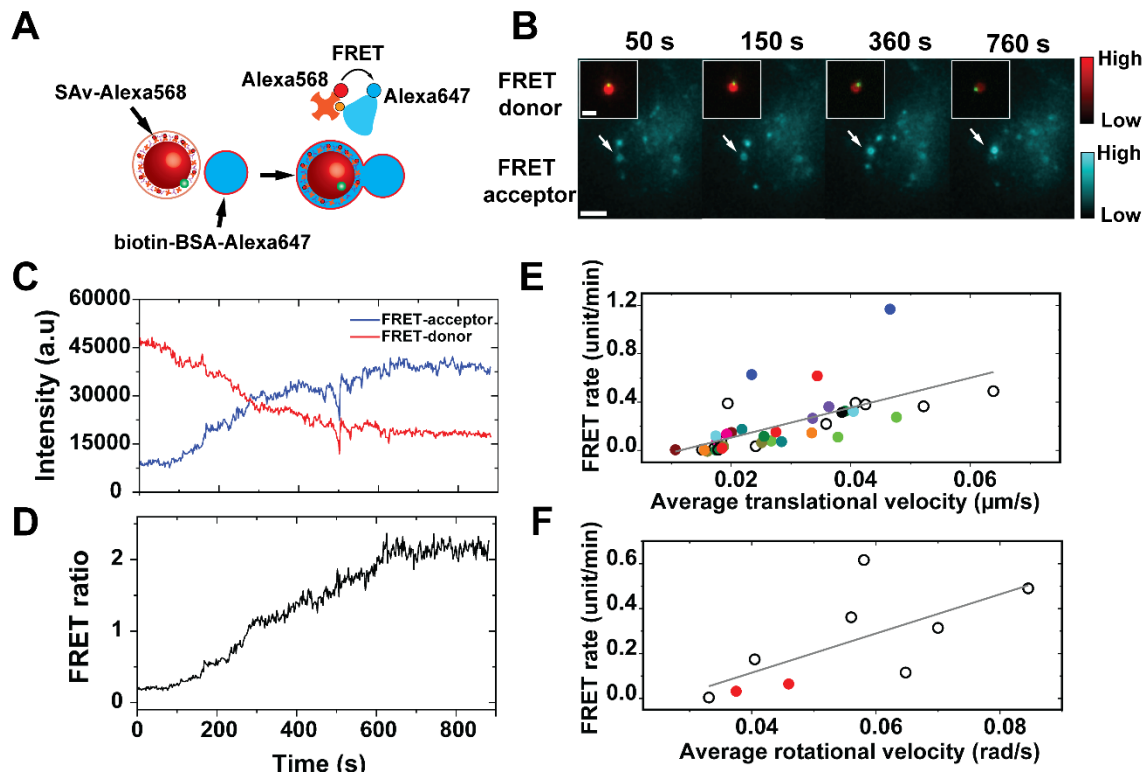 A
FRET
Alexa568
Alexa647
SAv-Alexa568
biotin-BSA-Alexa647
B
50 s 150 s 360 s 760 s
FRET
donor
FRET
acceptor
High
Low
High
Low
C
60000
45000
30000
15000
0
Intensity (a.u)
FRET-acceptor
FRET-donor
D
2
1
0
FRET ratio
0 200 400 600 800
Time (s)
E
1.2
0.8
0.4
0.0
FRET rate (unit/min)
0.02 0.04 0.06
Average translational velocity (µm/s)
F
0.6
0.4
0.2
0.0
FRET rate (unit/min)
0.04 0.06 0.08
Average rotational velocity (rad/s)